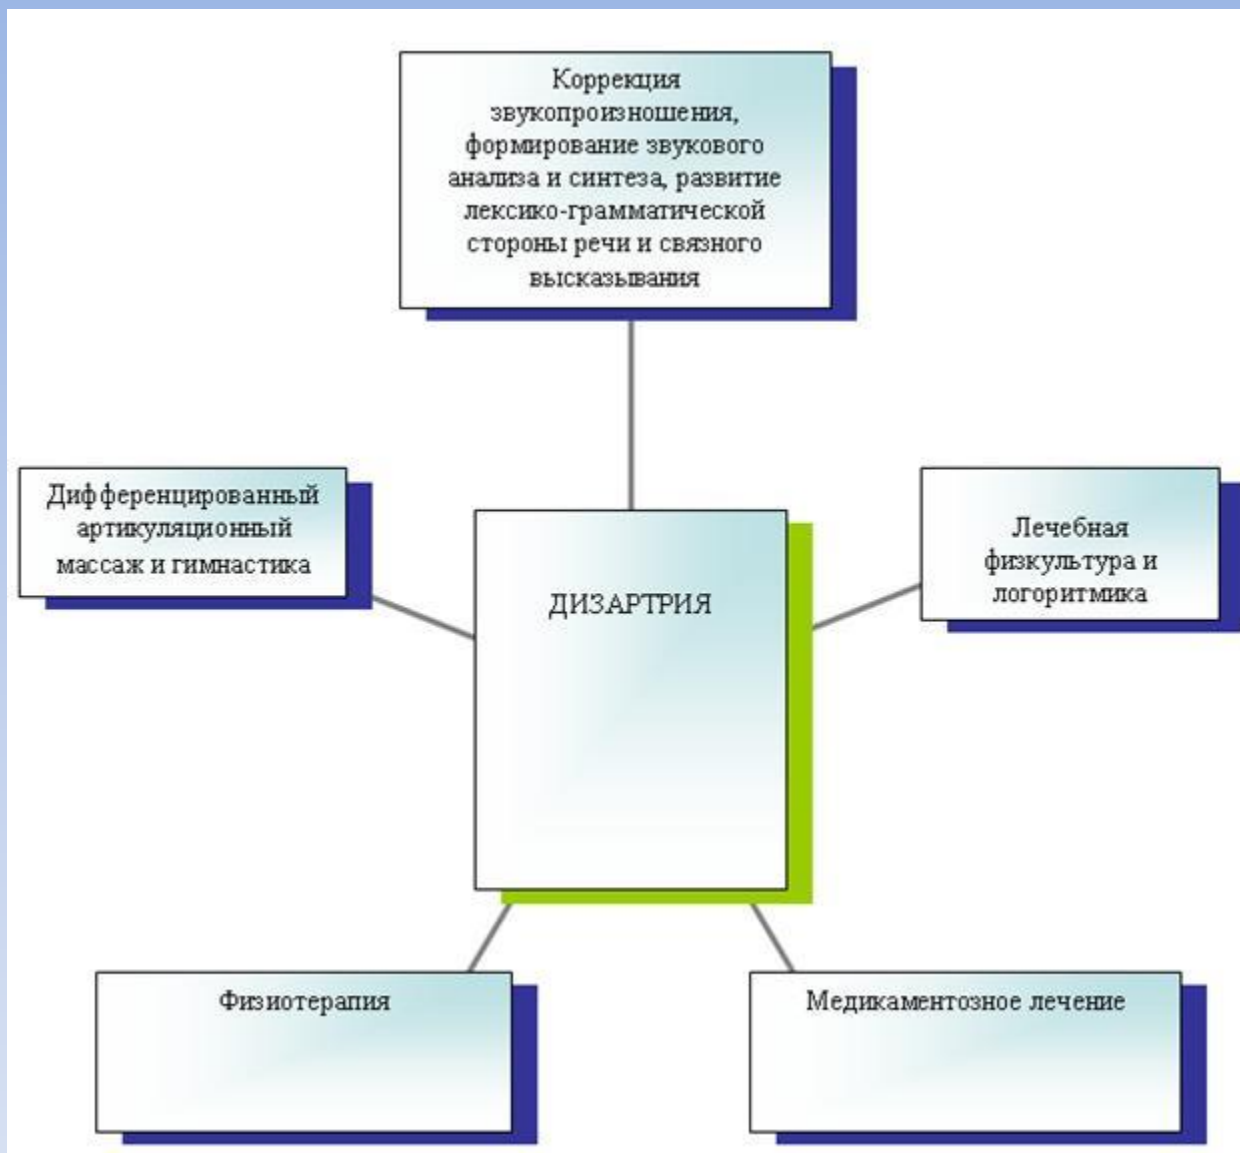 Коррекция
звукопроизношения,
формирование звукового
анализа и синтеза, развитие
лексико-грамматической
стороны речи и связного
высказывания
Дифференцированный
артикуляционный
массаж и гимнастика
ДИЗАРТРИЯ
Лечебная
физкультура и
логоритмика
Физиотерапия
Медикаментозное лечение